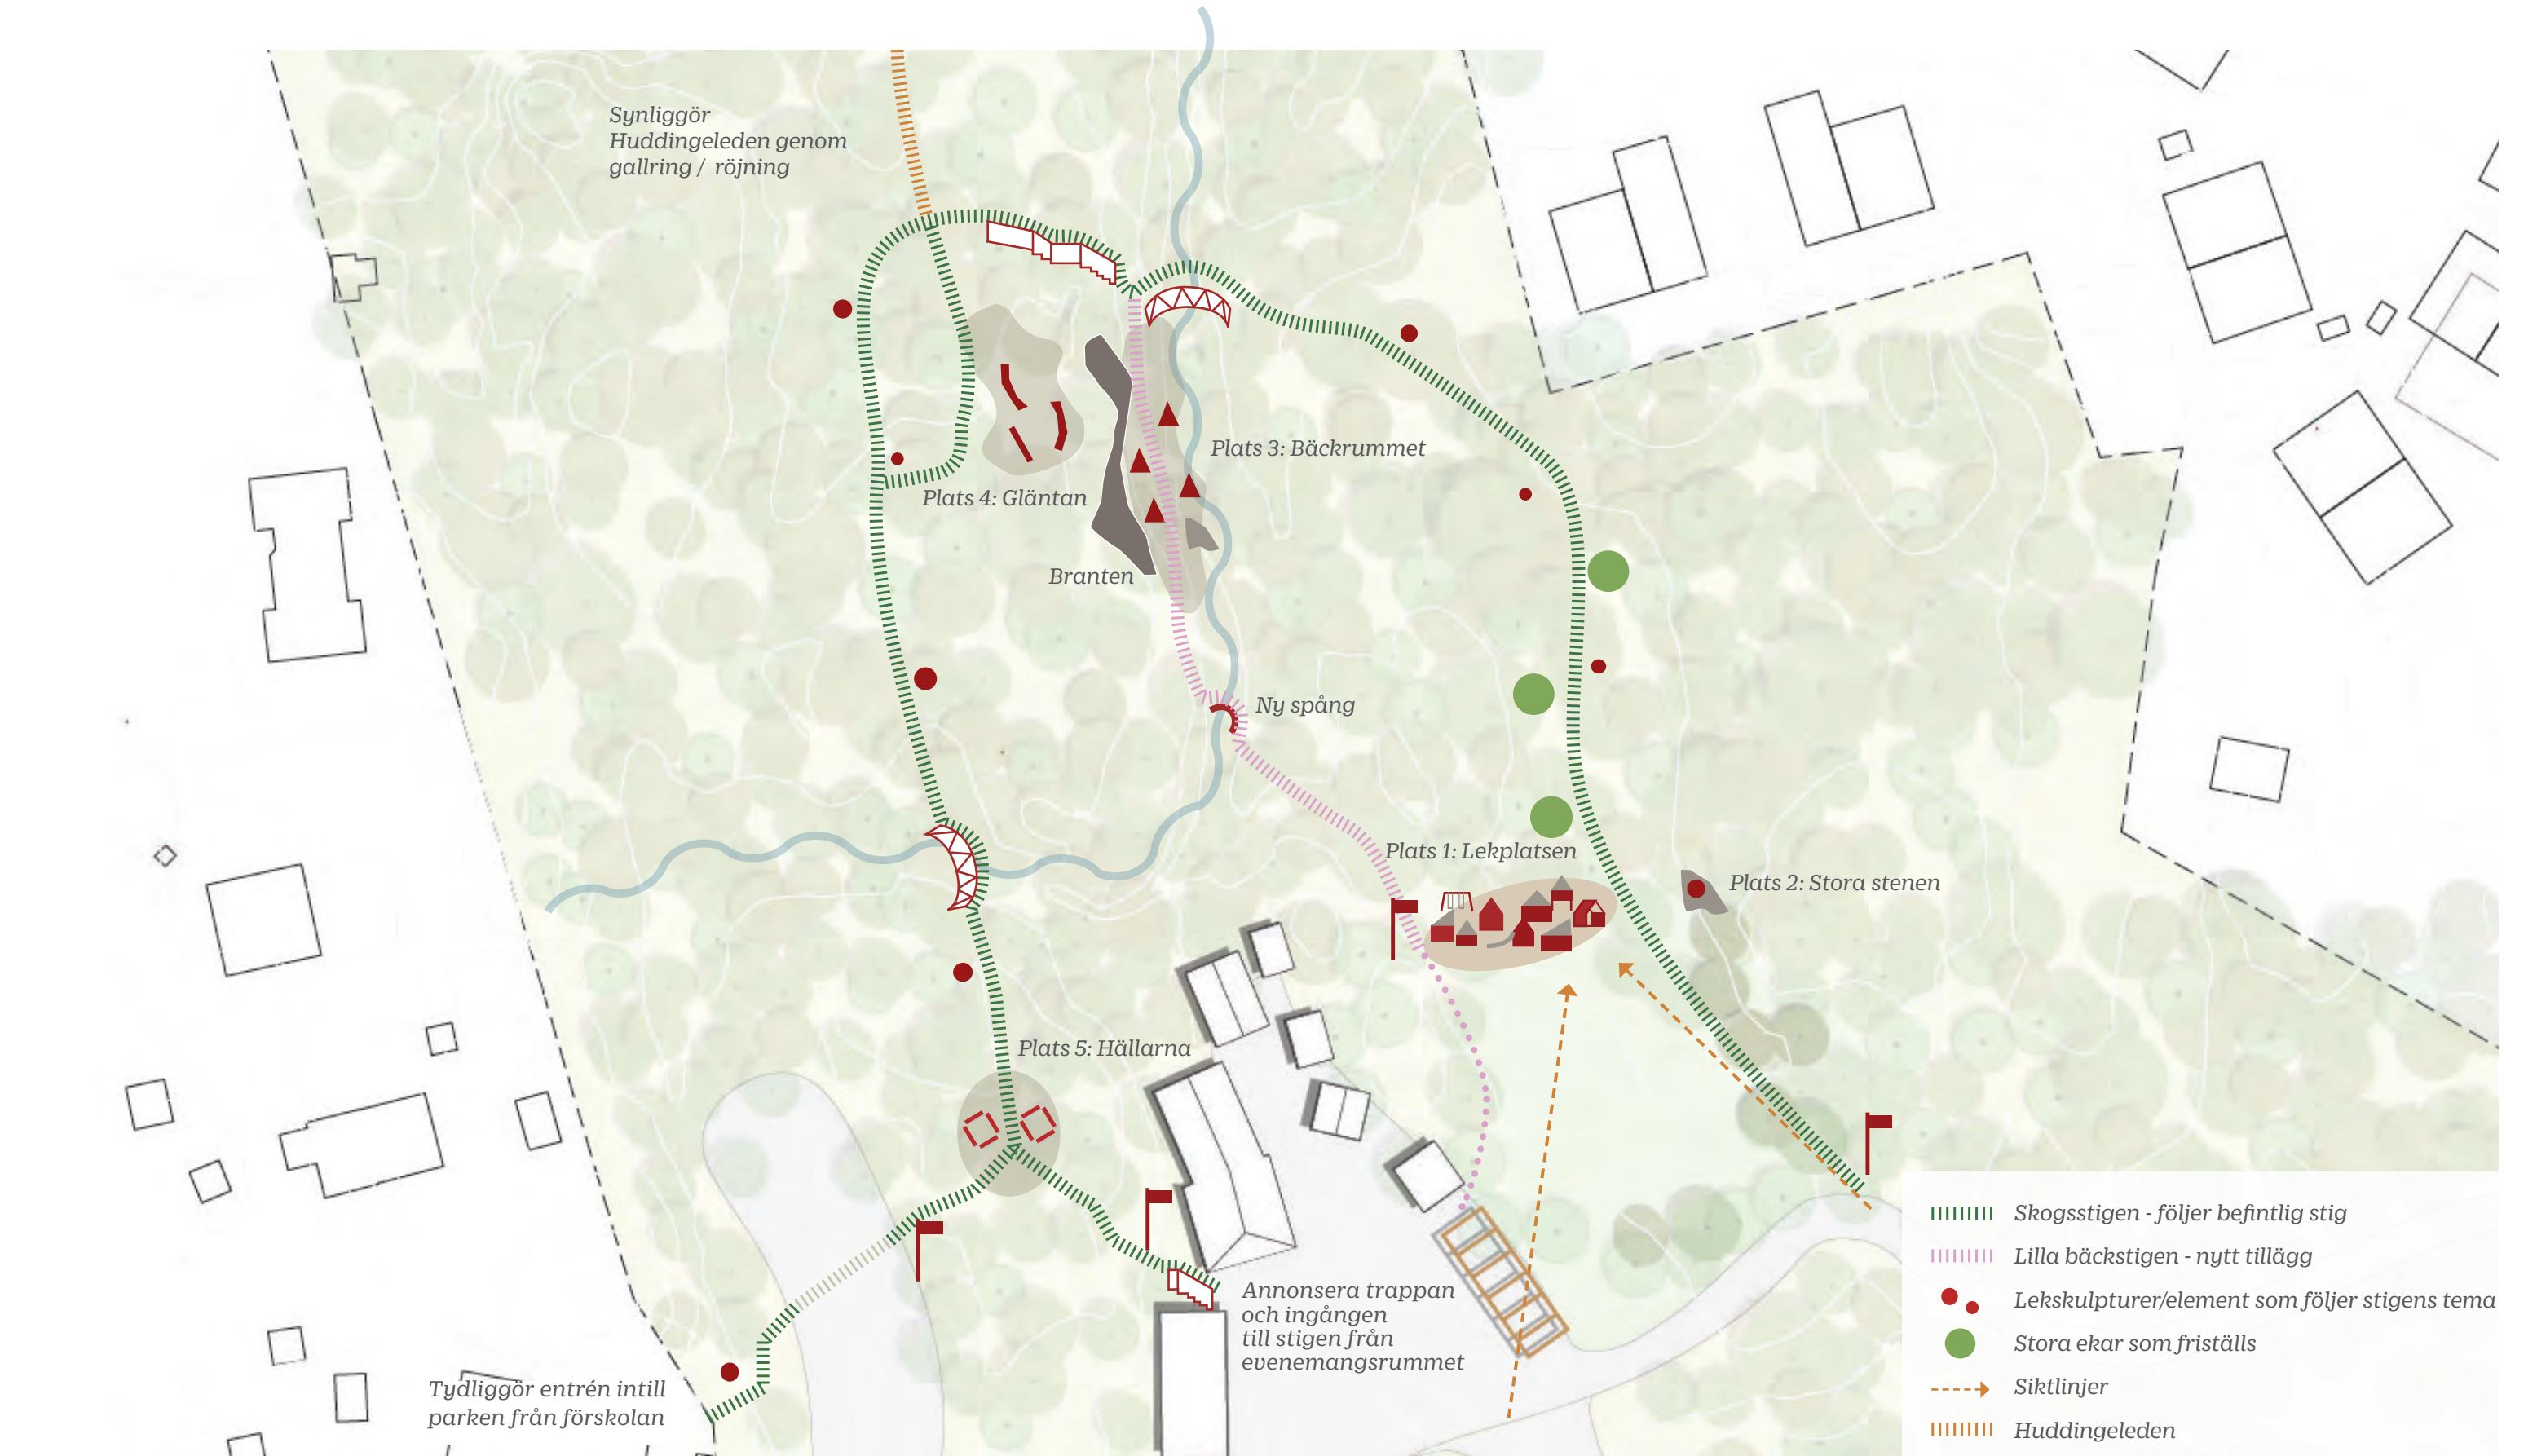 Synliggör
Huddingeleden genom
gallring / röjning
Plats 3: Bäckrummet
Plats 4: Gläntan
Branten
Ny spång
Plats 1: Lekplatsen
Plats 2: Stora stenen
Plats 5: Hällarna
Annonsera trappan
och ingången
till stigen från
evenemangsrummet
Tydliggör entrén intill
parken från förskolan
Skogsstigen - följer befintlig stig
Lilla bäckstigen - nytt tillägg
Lekskulpturer/element som följer stigens tema
Stora ekar som friställs
Siktlinjer
Huddingeleden